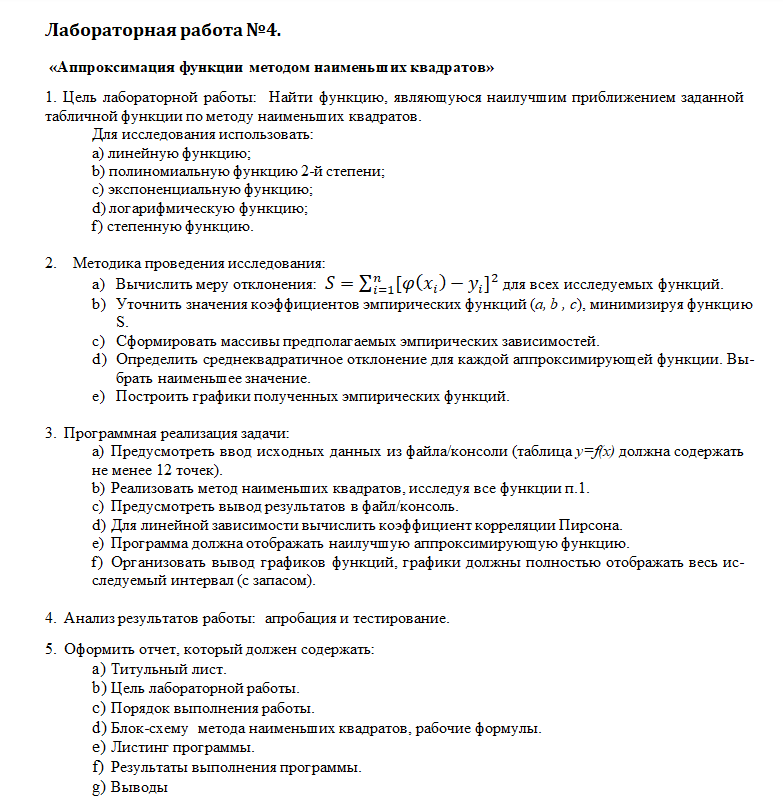 Лабораторная работа №4.
«Аппроксимация функции методом наименьших квадратов»
1. Цель лабораторной работы: Найти функцию, являющуюся наилучшим приближением заданной
табличной функции по методу наименьших квадратов.
Для исследования использовать:
a) линейную функцию;
b) полиномиальную функцию 2-й степени;
c) экспоненциальную функцию;
d) логарифмическую функцию;
f) степенную функцию.
2. Методика проведения исследования:
a) Вычислить меру отклонения: S = ∑ⁿᵢ₌₁[φ(xᵢ) − yᵢ]² для всех исследуемых функций.
b) Уточнить значения коэффициентов эмпирических функций (a, b , c), минимизируя функцию
S.
c) Сформировать массивы предполагаемых эмпирических зависимостей.
d) Определить среднеквадратичное отклонение для каждой аппроксимирующей функции. Вы-
брать наименьшее значение.
e) Построить графики полученных эмпирических функций.
3. Программная реализация задачи:
a) Предусмотреть ввод исходных данных из файла/консоли (таблица y=f(x) должна содержать
не менее 12 точек).
b) Реализовать метод наименьших квадратов, исследуя все функции п.1.
c) Предусмотреть вывод результатов в файл/консоль.
d) Для линейной зависимости вычислить коэффициент корреляции Пирсона.
e) Программа должна отображать наилучшую аппроксимирующую функцию.
f) Организовать вывод графиков функций, графики должны полностью отображать весь ис-
следуемый интервал (с запасом).
4. Анализ результатов работы: апробация и тестирование.
5. Оформить отчет, который должен содержать:
a) Титульный лист.
b) Цель лабораторной работы.
c) Порядок выполнения работы.
d) Блок-схему метода наименьших квадратов, рабочие формулы.
e) Листинг программы.
f) Результаты выполнения программы.
g) Выводы